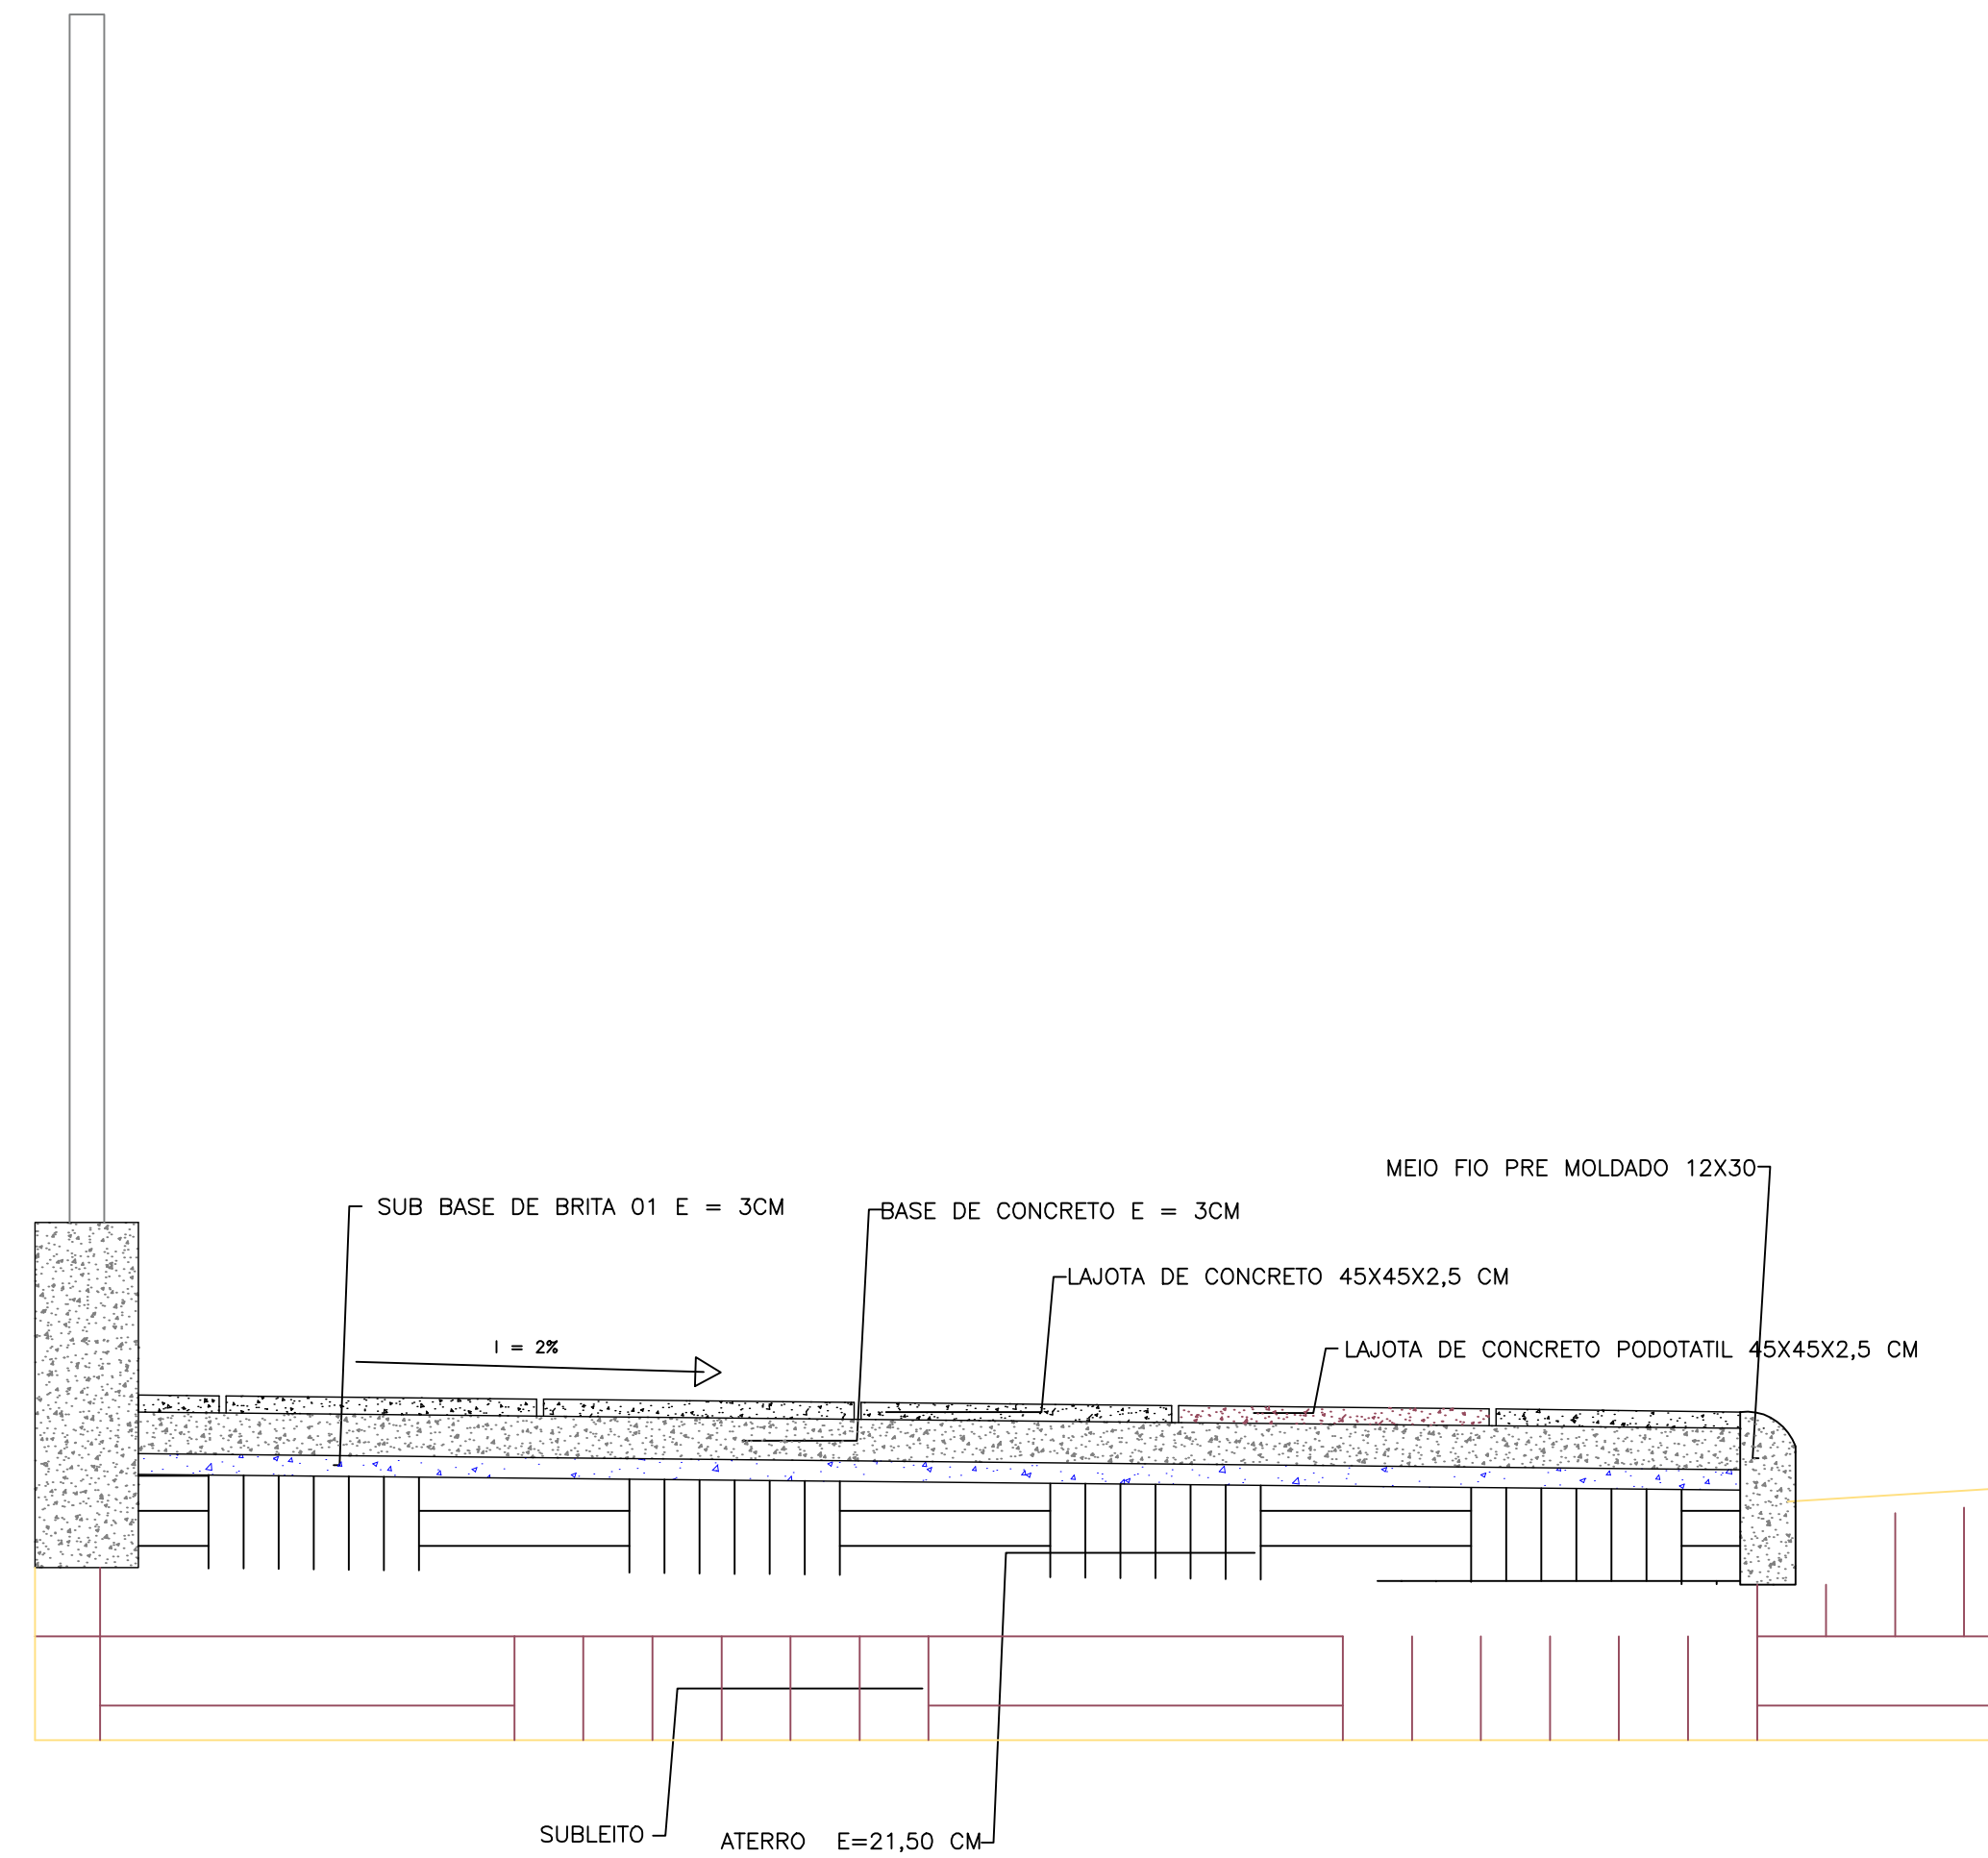 MEIO FIO PRE MOLDADO 12X30
SUB BASE DE BRITA 01 E = 3CM
BASE DE CONCRETO E = 3CM
LAJOTA DE CONCRETO 45X45X2,5 CM
I = 2%
LAJOTA DE CONCRETO PODOTATIL 45X45X2,5 CM
SUBLEITO
ATERRO E=21,50 CM